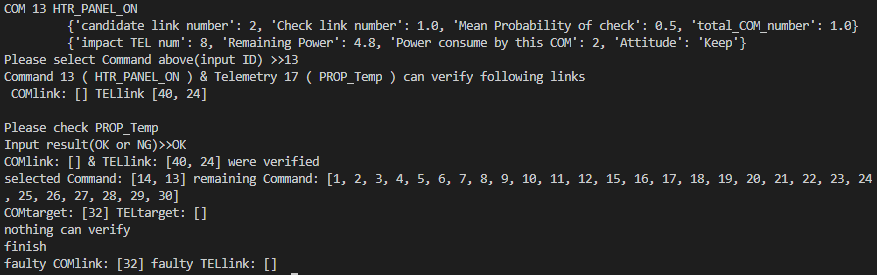 COM 13 HTR_PANEL_ON
{'candidate link number': 2, 'Check link number': 1.0, 'Mean Probability of check': 0.5, 'total_COM_number': 1.0}
{'impact TEL num': 8, 'Remaining Power': 4.8, 'Power consume by this COM': 2, 'Attitude': 'Keep'}
Please select Command above(input ID) >>13
Command 13 ( HTR_PANEL_ON ) & Telemetry 17 ( PROP_Temp ) can verify following links
COMlink: [] TELlink [40, 24]
Please check PROP_Temp
Input result(OK or NG)>>OK
COMlink: [] & TELlink: [40, 24] were verified
selected Command: [14, 13] remaining Command: [1, 2, 3, 4, 5, 6, 7, 8, 9, 10, 11, 12, 15, 16, 17, 18, 19, 20, 21, 22, 23, 24
, 25, 26, 27, 28, 29, 30]
COMtarget: [32] TELtarget: []
nothing can verify
finish
faulty COMlink: [32] faulty TELlink: []